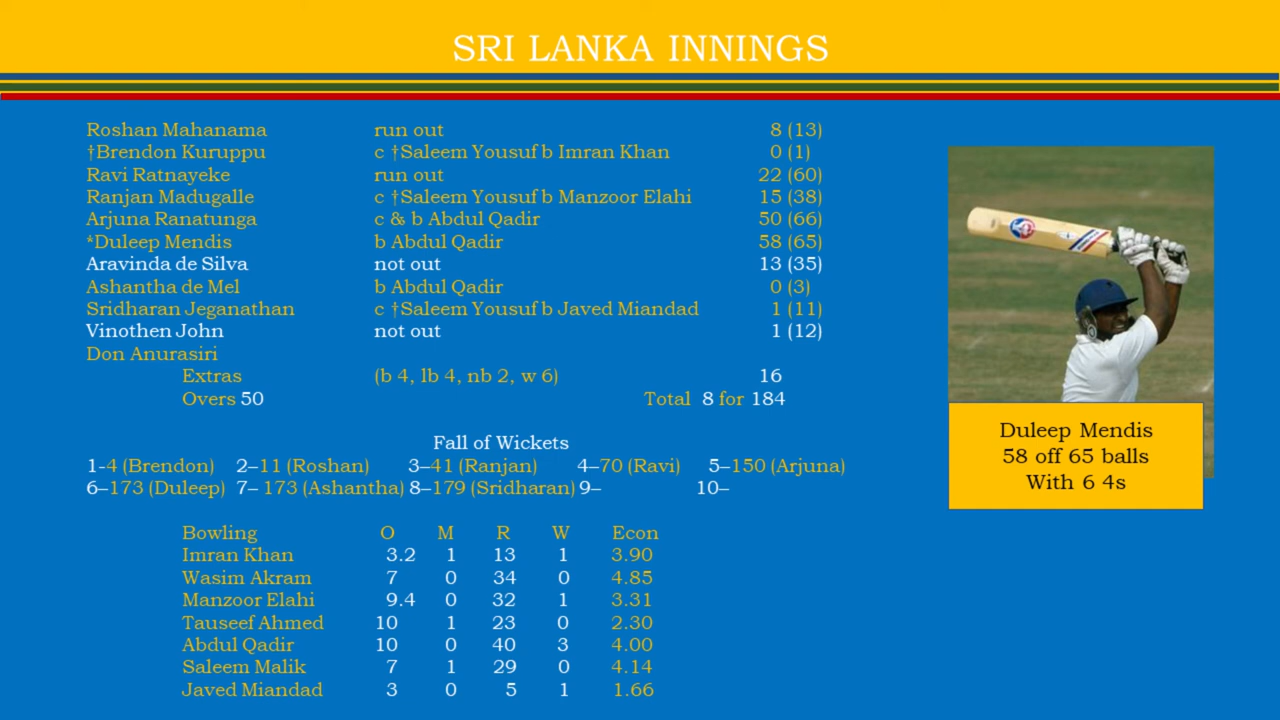 SRI LANKA INNINGS
Roshan Mahanama run out 8 (13)
†Brendon Kuruppu c †Saleem Yousuf b Imran Khan 0 (1)
Ravi Ratnayeke run out 22 (60)
Ranjan Madugalle c †Saleem Yousuf b Manzoor Elahi 15 (38)
Arjuna Ranatunga c & b Abdul Qadir 50 (66)
*Duleep Mendis b Abdul Qadir 58 (65)
Aravinda de Silva not out 13 (35)
Ashantha de Mel b Abdul Qadir 0 (3)
Sridharan Jeganathan c †Saleem Yousuf b Javed Miandad 1 (11)
Vinothen John not out 1 (12)
Don Anurasiri
Extras (b 4, lb 4, nb 2, w 6) 16
Overs 50 Total 8 for 184
Fall of Wickets
1-4 (Brendon) 2–11 (Roshan) 3–41 (Ranjan) 4–70 (Ravi) 5–150 (Arjuna)
6–173 (Duleep) 7– 173 (Ashantha) 8–179 (Sridharan) 9– 10–
Bowling O M R W Econ
Imran Khan 3.2 1 13 1 3.90
Wasim Akram 7 0 34 0 4.85
Manzoor Elahi 9.4 0 32 1 3.31
Tauseef Ahmed 10 1 23 0 2.30
Abdul Qadir 10 0 40 3 4.00
Saleem Malik 7 1 29 0 4.14
Javed Miandad 3 0 5 1 1.66
Duleep Mendis
58 off 65 balls
With 6 4s